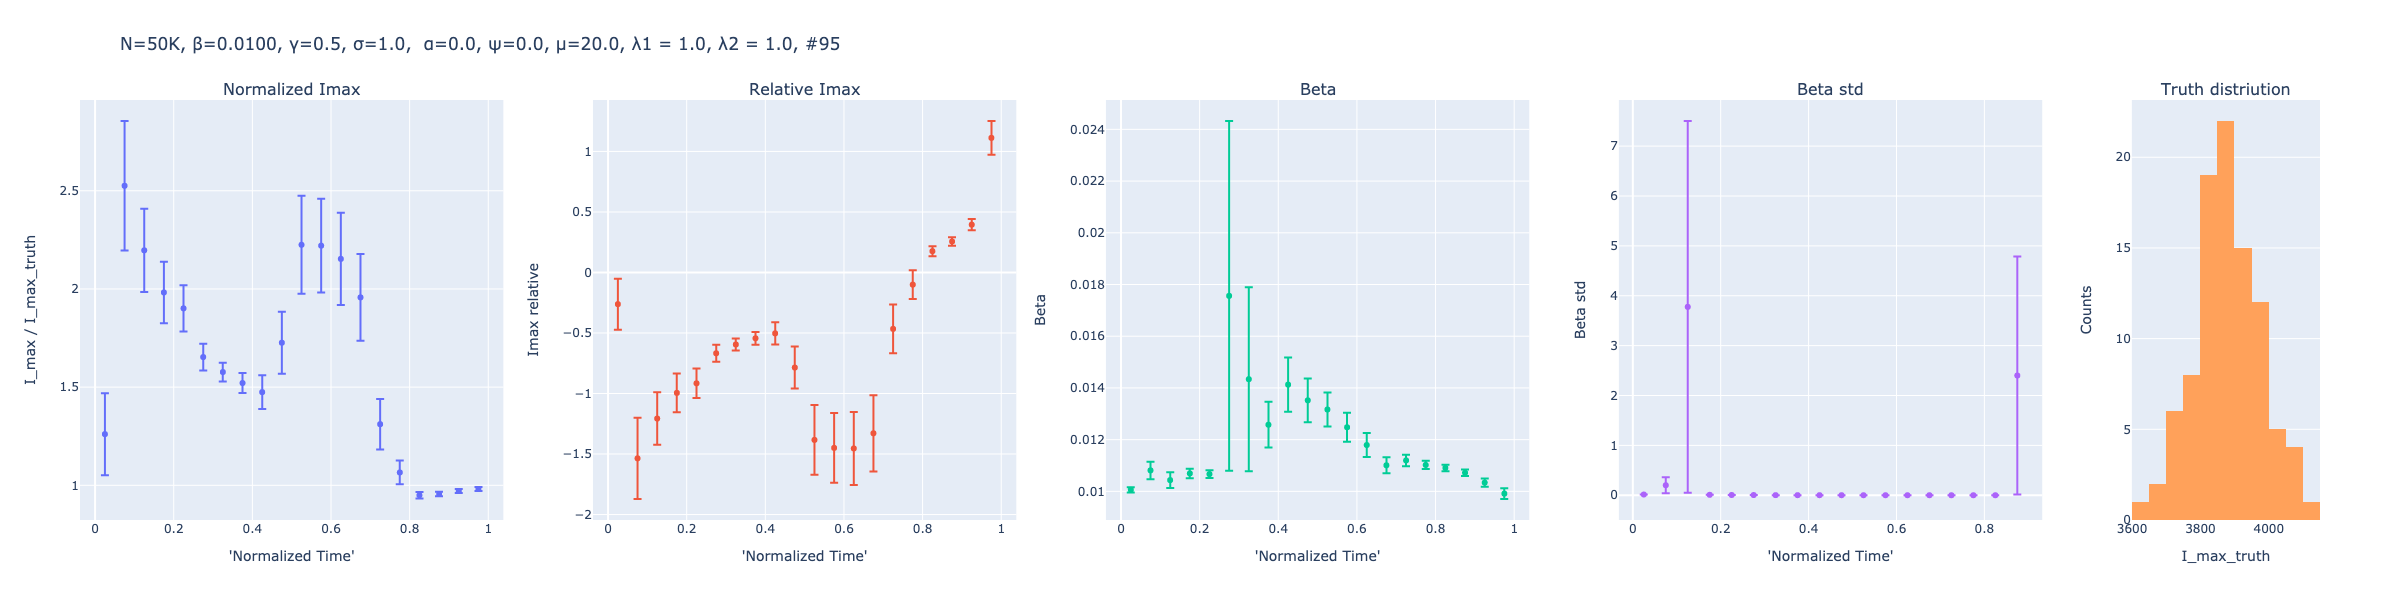 N=50K, β=0.0100, γ=0.5, σ=1.0,  α=0.0, ψ=0.0, μ=20.0, λ1 = 1.0, λ2 = 1.0, #95
Normalized Imax
I_max / I_max_truth
2.5
2
1.5
1
0 0.2 0.4 0.6 0.8 1
'Normalized Time'
Relative Imax
Imax relative
1
0.5
0
−0.5
−1
−1.5
−2
0 0.2 0.4 0.6 0.8 1
'Normalized Time'
Beta
Beta
0.024
0.022
0.02
0.018
0.016
0.014
0.012
0.01
0 0.2 0.4 0.6 0.8 1
'Normalized Time'
Beta std
Beta std
7
6
5
4
3
2
1
0
0 0.2 0.4 0.6 0.8
'Normalized Time'
Truth distriution
Counts
20
15
10
5
0
3600 3800 4000
I_max_truth